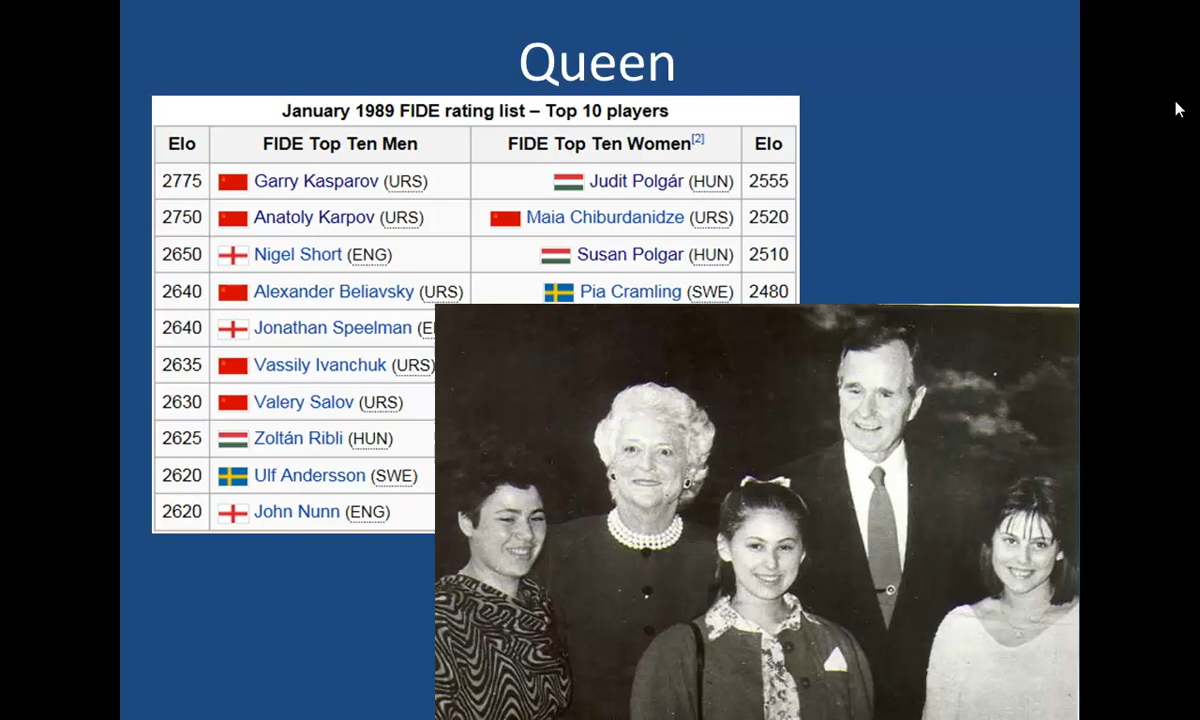 Queen
January 1989 FIDE rating list – Top 10 players
Elo FIDE Top Ten Men FIDE Top Ten Women[2] Elo
2775 Garry Kasparov (URS) Judit Polgár (HUN) 2555
2750 Anatoly Karpov (URS) Maia Chiburdanidze (URS) 2520
2650 Nigel Short (ENG) Susan Polgar (HUN) 2510
2640 Alexander Beliavsky (URS) Pia Cramling (SWE) 2480
2640 Jonathan Speelman (E
2635 Vassily Ivanchuk (URS)
2630 Valery Salov (URS)
2625 Zoltán Ribli (HUN)
2620 Ulf Andersson (SWE)
2620 John Nunn (ENG)